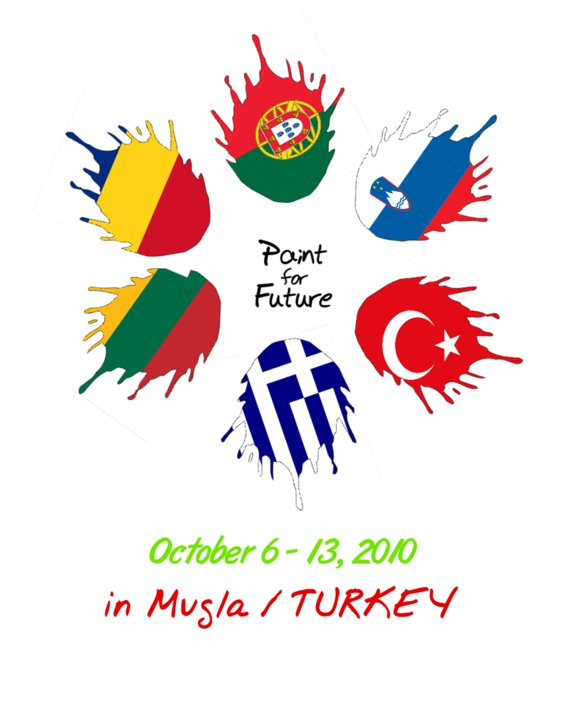 Paint
for
Future
October 6 - 13, 2010
in Mugla / TURKEY